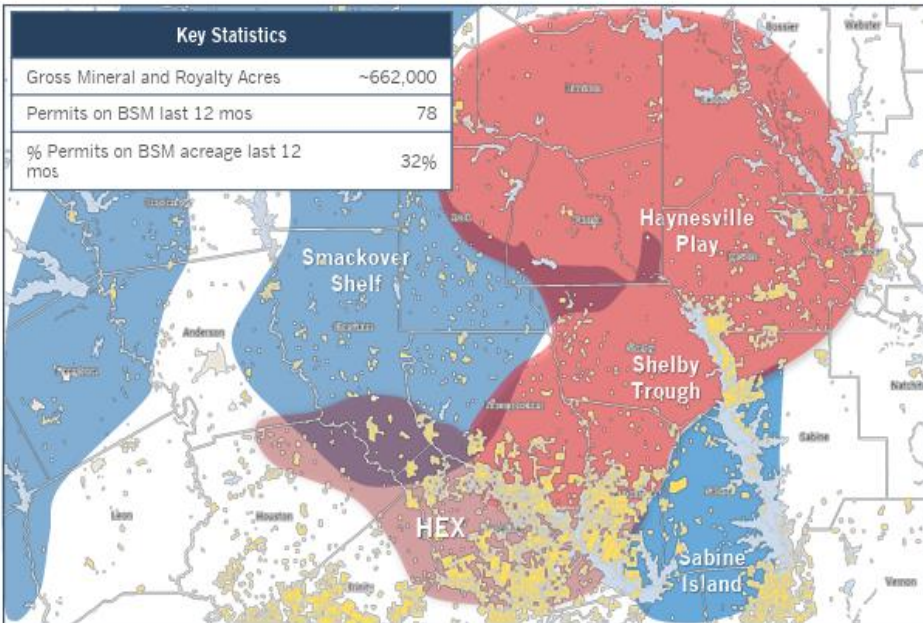 Key Statistics
Gross Mineral and Royalty Acres ~662,000
Permits on BSM last 12 mos 78
% Permits on BSM acreage last 12 32%
mos
Bossier
Webster
Haynesville
Play
Smackover
Shelf
Anderson
Shelby
Trough
Sabine
Leon
Houston
HEX
Trinity
Sabine
Island
Vernon